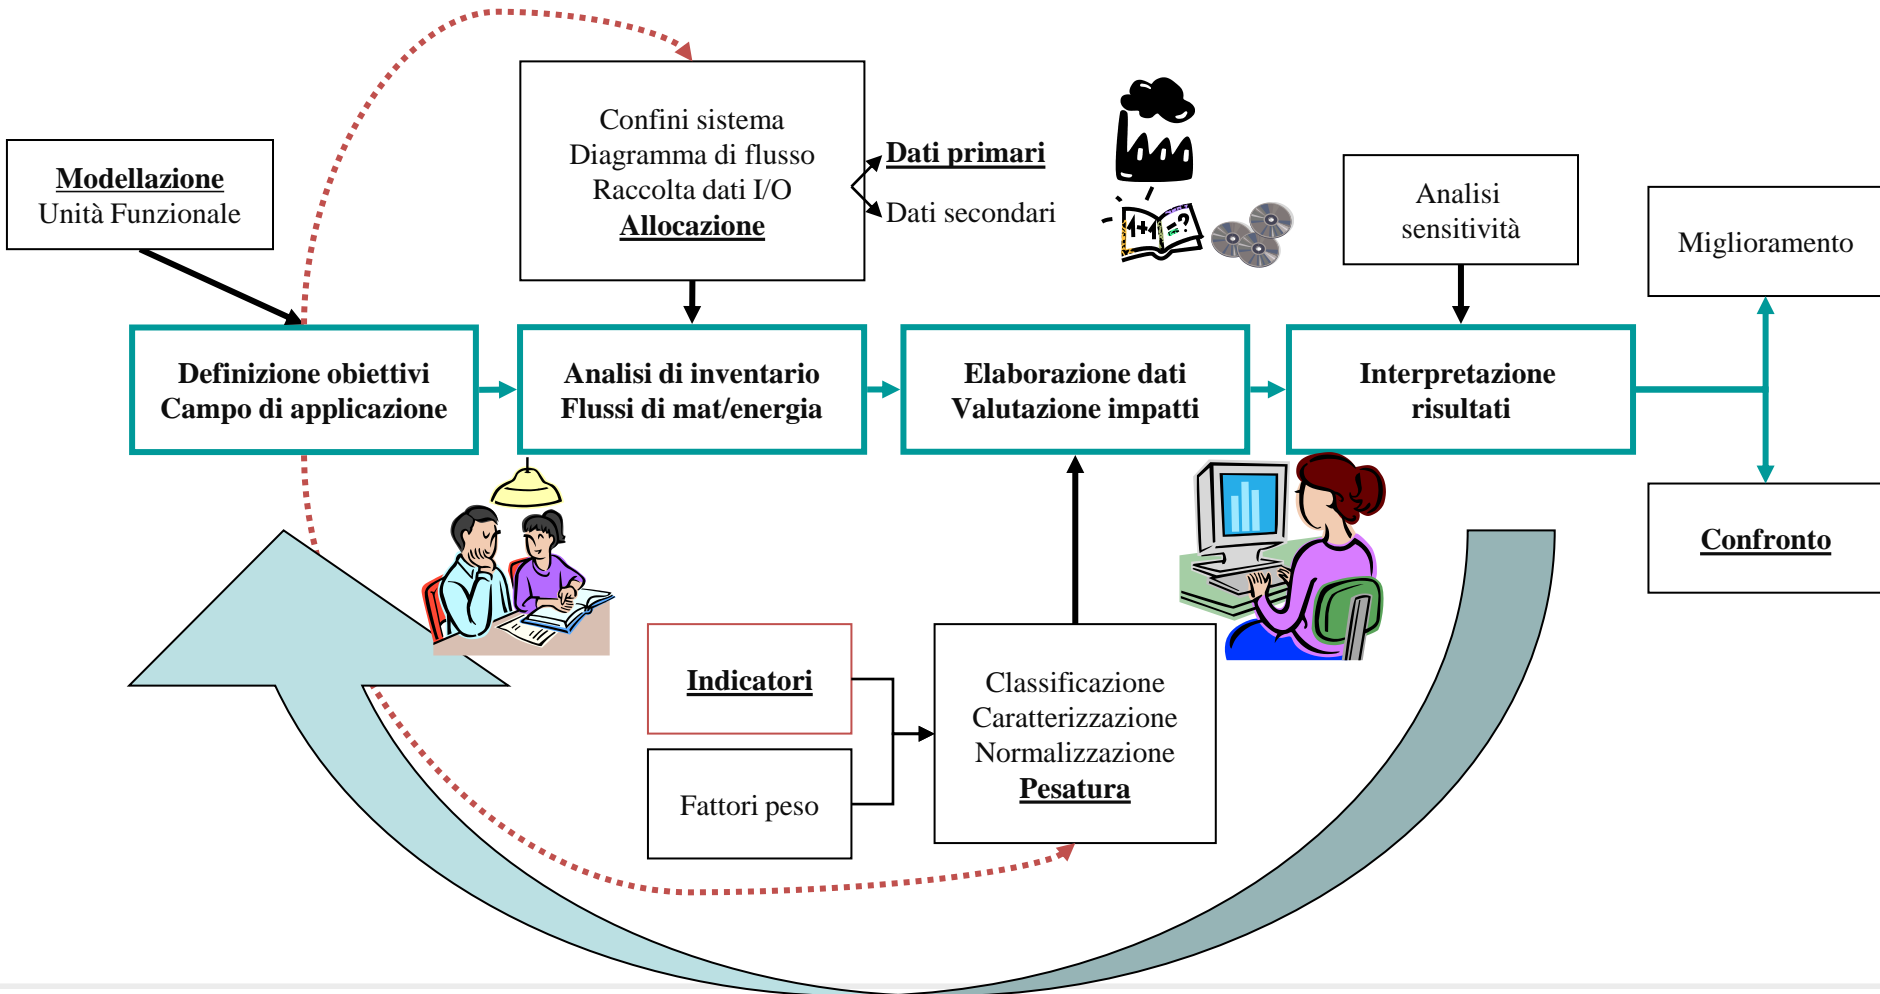 Modellazione
Unità Funzionale
Confini sistema
Diagramma di flusso
Raccolta dati I/O
Allocazione
Dati primari
Dati secondari
1+1=?
Analisi
sensitività
Miglioramento
Definizione obiettivi
Campo di applicazione
Analisi di inventario
Flussi di mat/energia
Elaborazione dati
Valutazione impatti
Interpretazione
risultati
Confronto
Indicatori
Fattori peso
Classificazione
Caratterizzazione
Normalizzazione
Pesatura